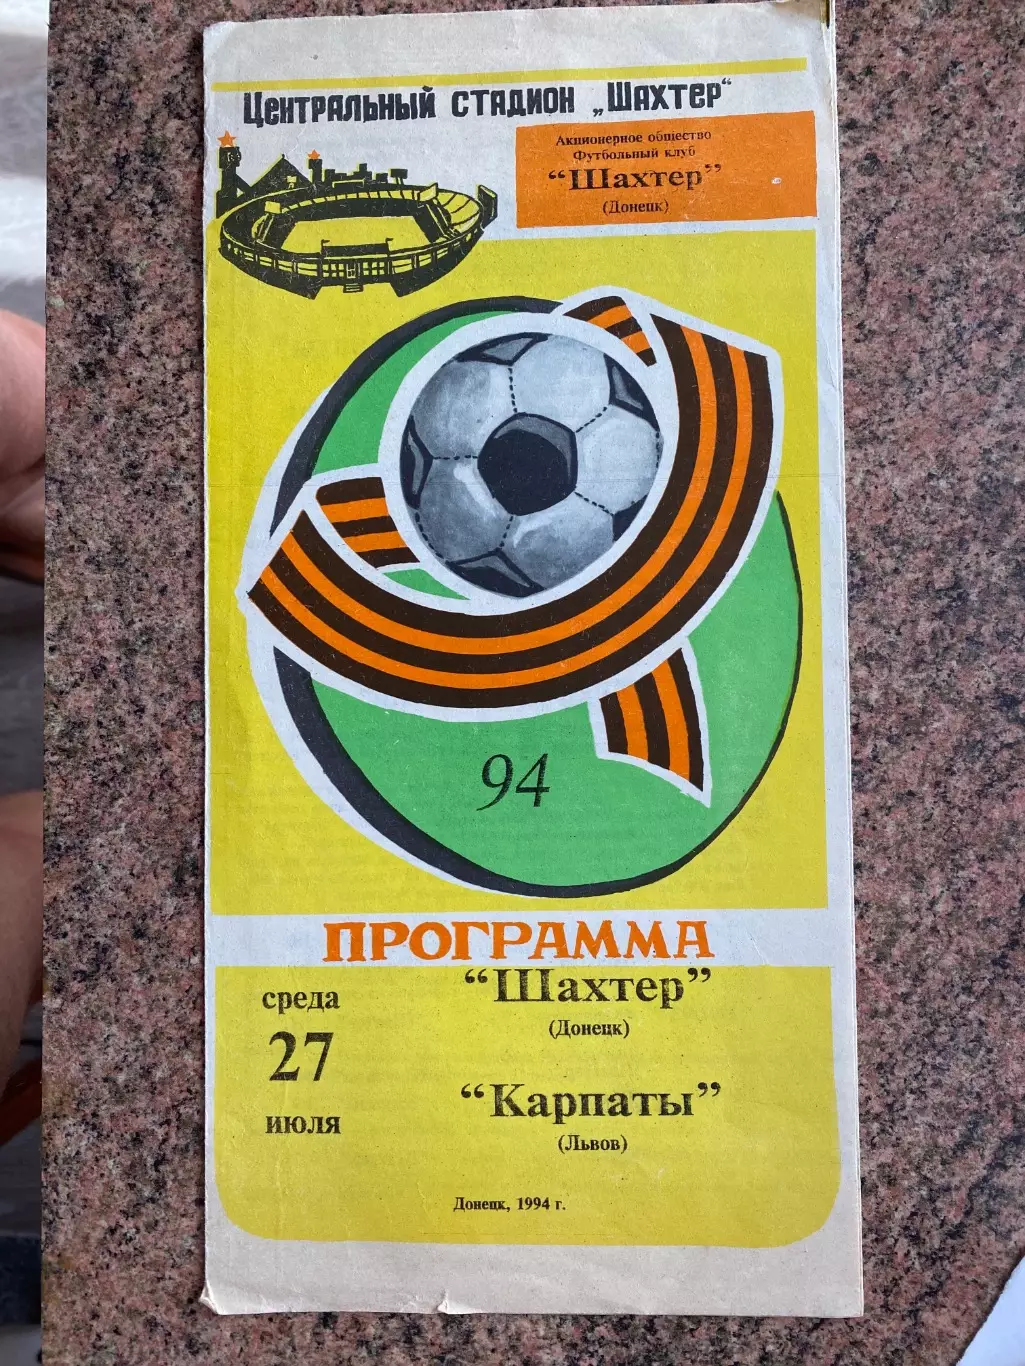 Центральный стадион „Шахтер"
Акционерное общество
Футбольный клуб
“Шахтер”
(Донецк)
94
ПРОГРАММА
среда
27
июля
“Шахтер”
(Донецк)
“Карпаты”
(Львов)
Донецк, 1994 г.